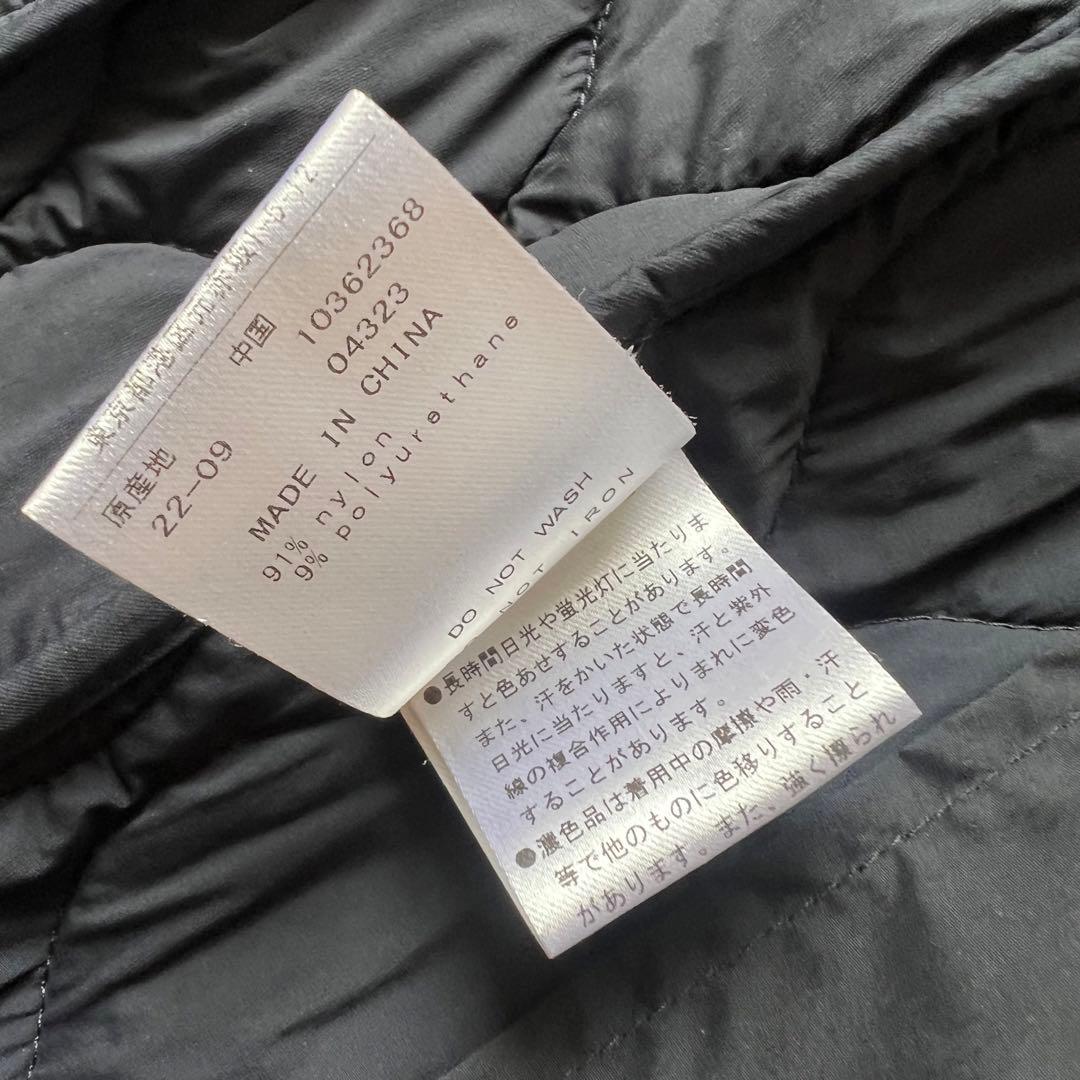 東京都港区
原産地 中国
22-09 10362368
04323
MADE IN CHINA
91% nylon
9% polyurethane
DO NOT WASH
NOT IRON
●長時間日光や蛍光灯に当たりま
すと色あせすることがあります。
また、汗をかいた状態で長時間
日光に当たりますと、汗と紫外
線の複合作用によりまれに変色
することがあります。
●濃色品は着用中の摩擦や雨・汗
等で他のものに色移りすること
があります。また、強く擦られ